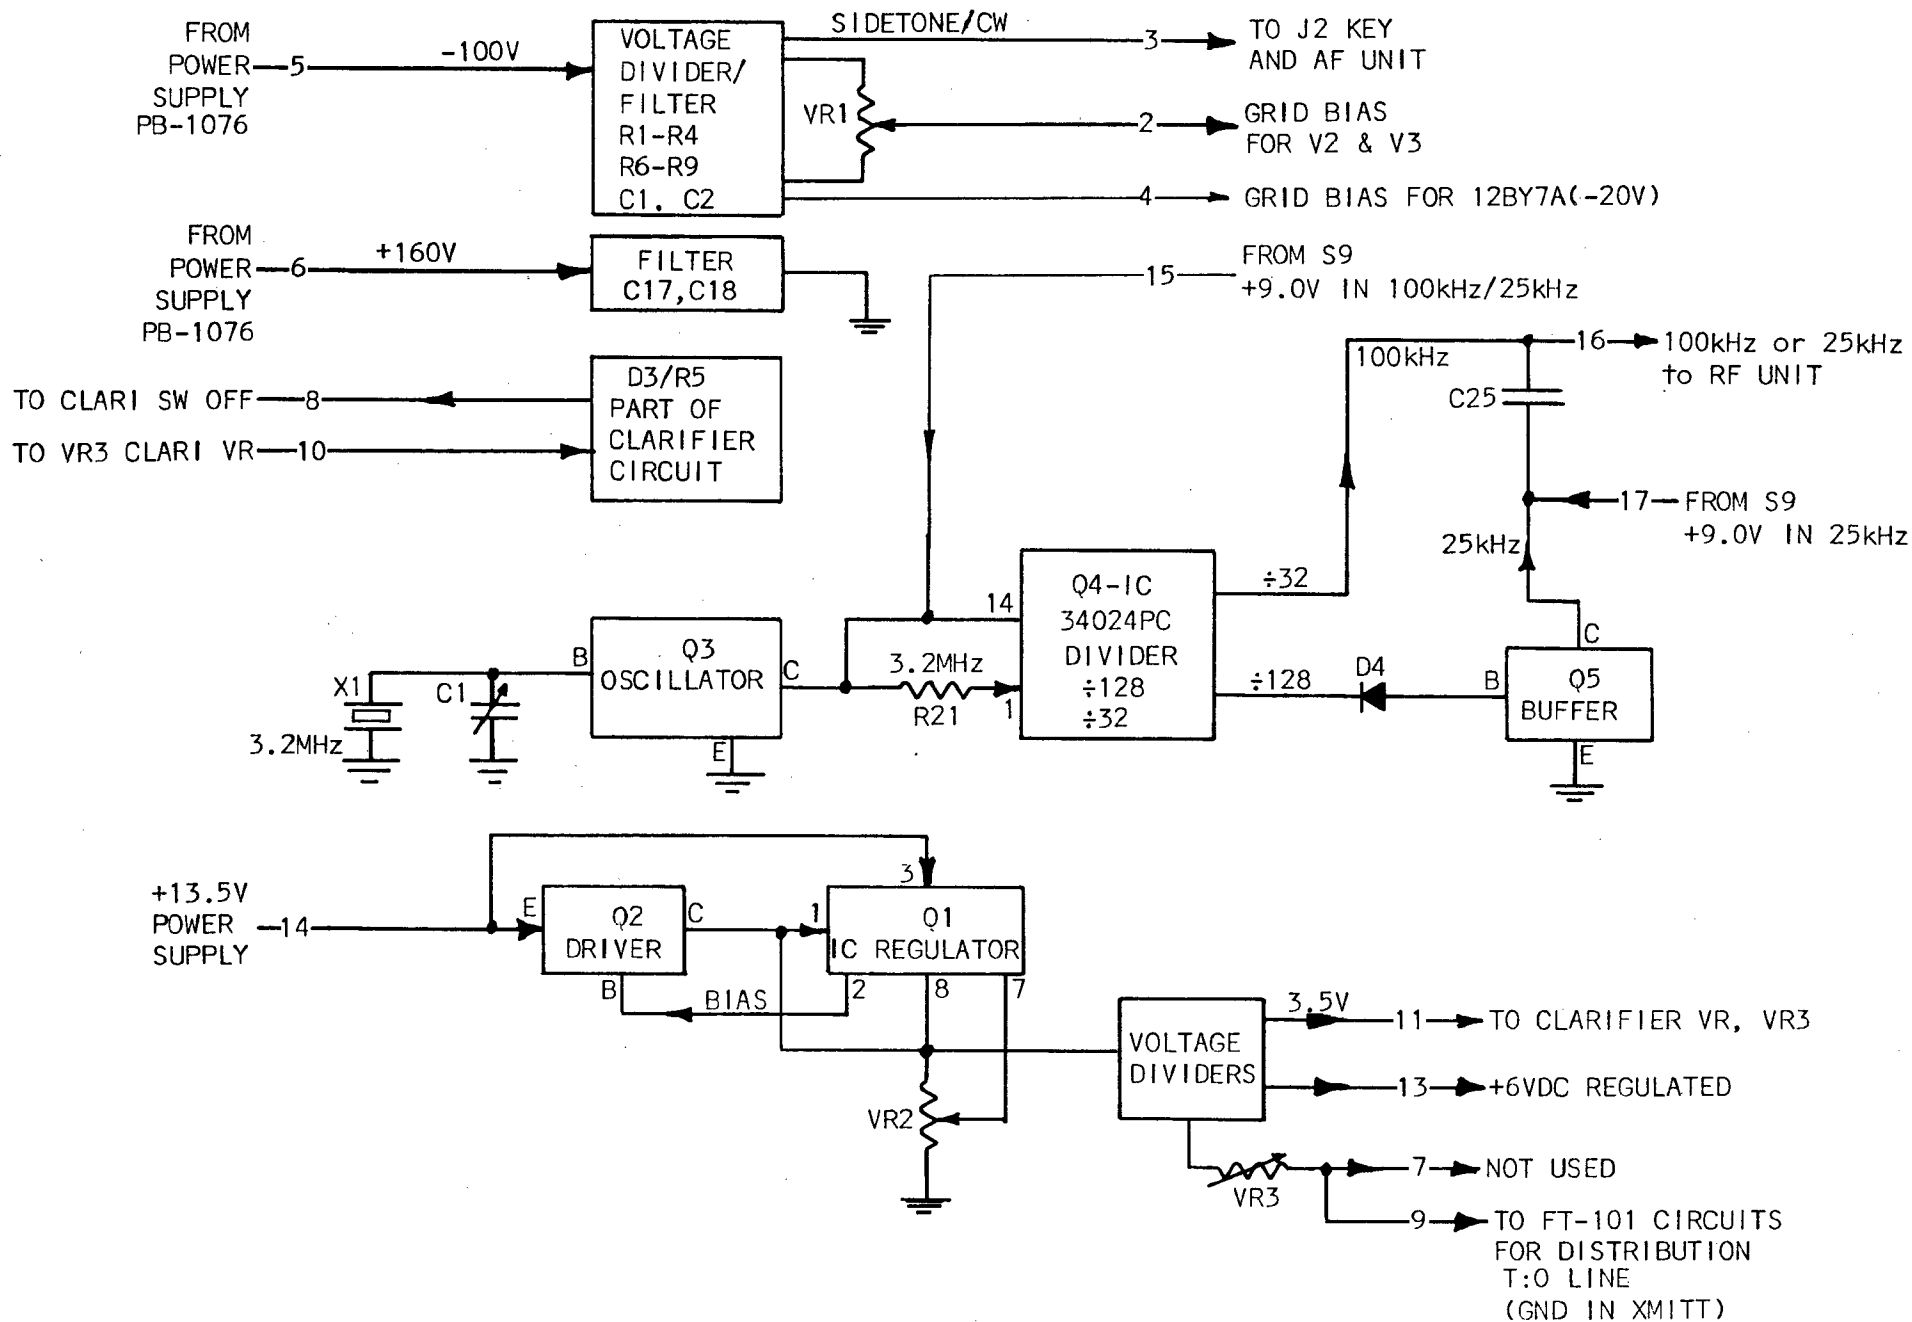 FROM
POWER
SUPPLY
PB-1076
5
-100V
VOLTAGE
DIVIDER/
FILTER
R1-R4
R6-R9
C1. C2
SIDETONE/CW
3
TO J2 KEY
AND AF UNIT
VR1
2
GRID BIAS
FOR V2 & V3
4
GRID BIAS FOR 12BY7A(-20V)
FROM
POWER
SUPPLY
PB-1076
6
+160V
FILTER
C17,C18
15
FROM S9
+9.0V IN 100kHz/25kHz
TO CLARI SW OFF
8
TO VR3 CLARI VR
10
D3/R5
PART OF
CLARIFIER
CIRCUIT
100kHz
16
100kHz or 25kHz
to RF UNIT
C25
17
FROM S9
+9.0V IN 25kHz
25kHz
X1
3.2MHz
C1
B
Q3
OSCILLATOR
C
E
3.2MHz
R21
14
1
Q4-IC
34024PC
DIVIDER
÷128
÷32
÷32
÷128
D4
B
C
Q5
BUFFER
E
+13.5V
POWER
SUPPLY
14
E
Q2
DRIVER
C
B
BIAS
3
1
Q1
IC REGULATOR
2
8
7
VR2
VOLTAGE
DIVIDERS
3.5V
11
TO CLARIFIER VR, VR3
13
+6VDC REGULATED
VR3
7
NOT USED
9
TO FT-101 CIRCUITS
FOR DISTRIBUTION
T:O LINE
(GND IN XMITT)